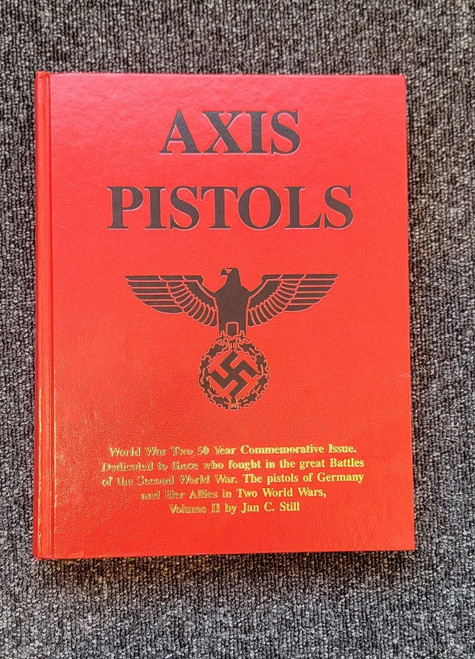 AXIS
PISTOLS
World War Two 50 Year Commemorative Issue.
Dedicated to those who fought in the great Battles
of the Second World War. The pistols of Germany
and Her Allies in Two World Wars,
Volume II by Jan C. Still